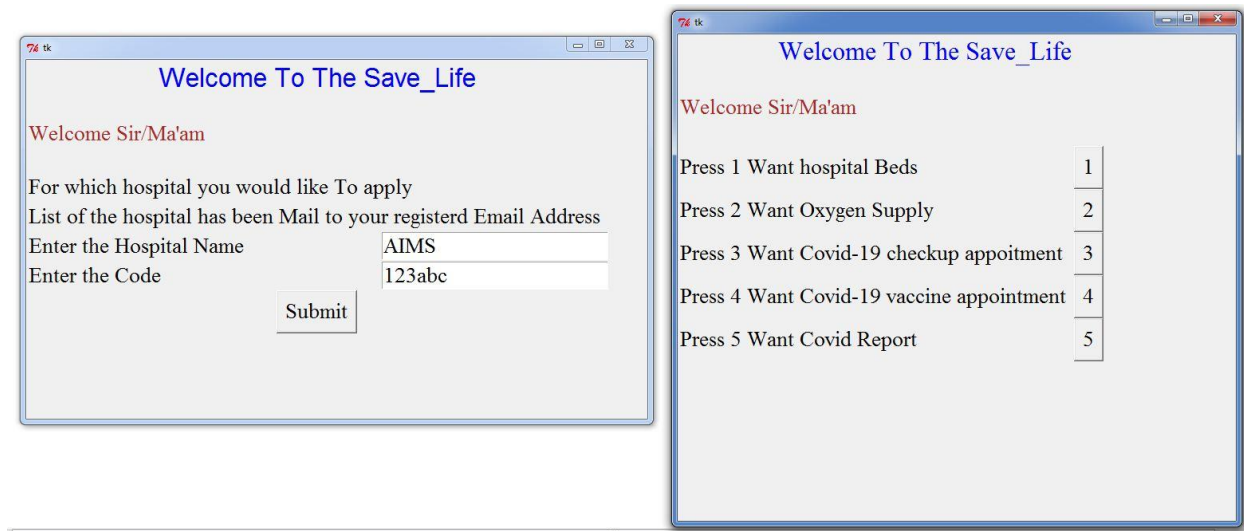 tk
Welcome To The Save_Life
Welcome Sir/Ma'am
For which hospital you would like To apply
List of the hospital has been Mail to your registerd Email Address
Enter the Hospital Name AIMS
Enter the Code 123abc
Submit
tk
Welcome To The Save_Life
Welcome Sir/Ma'am
Press 1 Want hospital Beds 1
Press 2 Want Oxygen Supply 2
Press 3 Want Covid-19 checkup appoitment 3
Press 4 Want Covid-19 vaccine appointment 4
Press 5 Want Covid Report 5